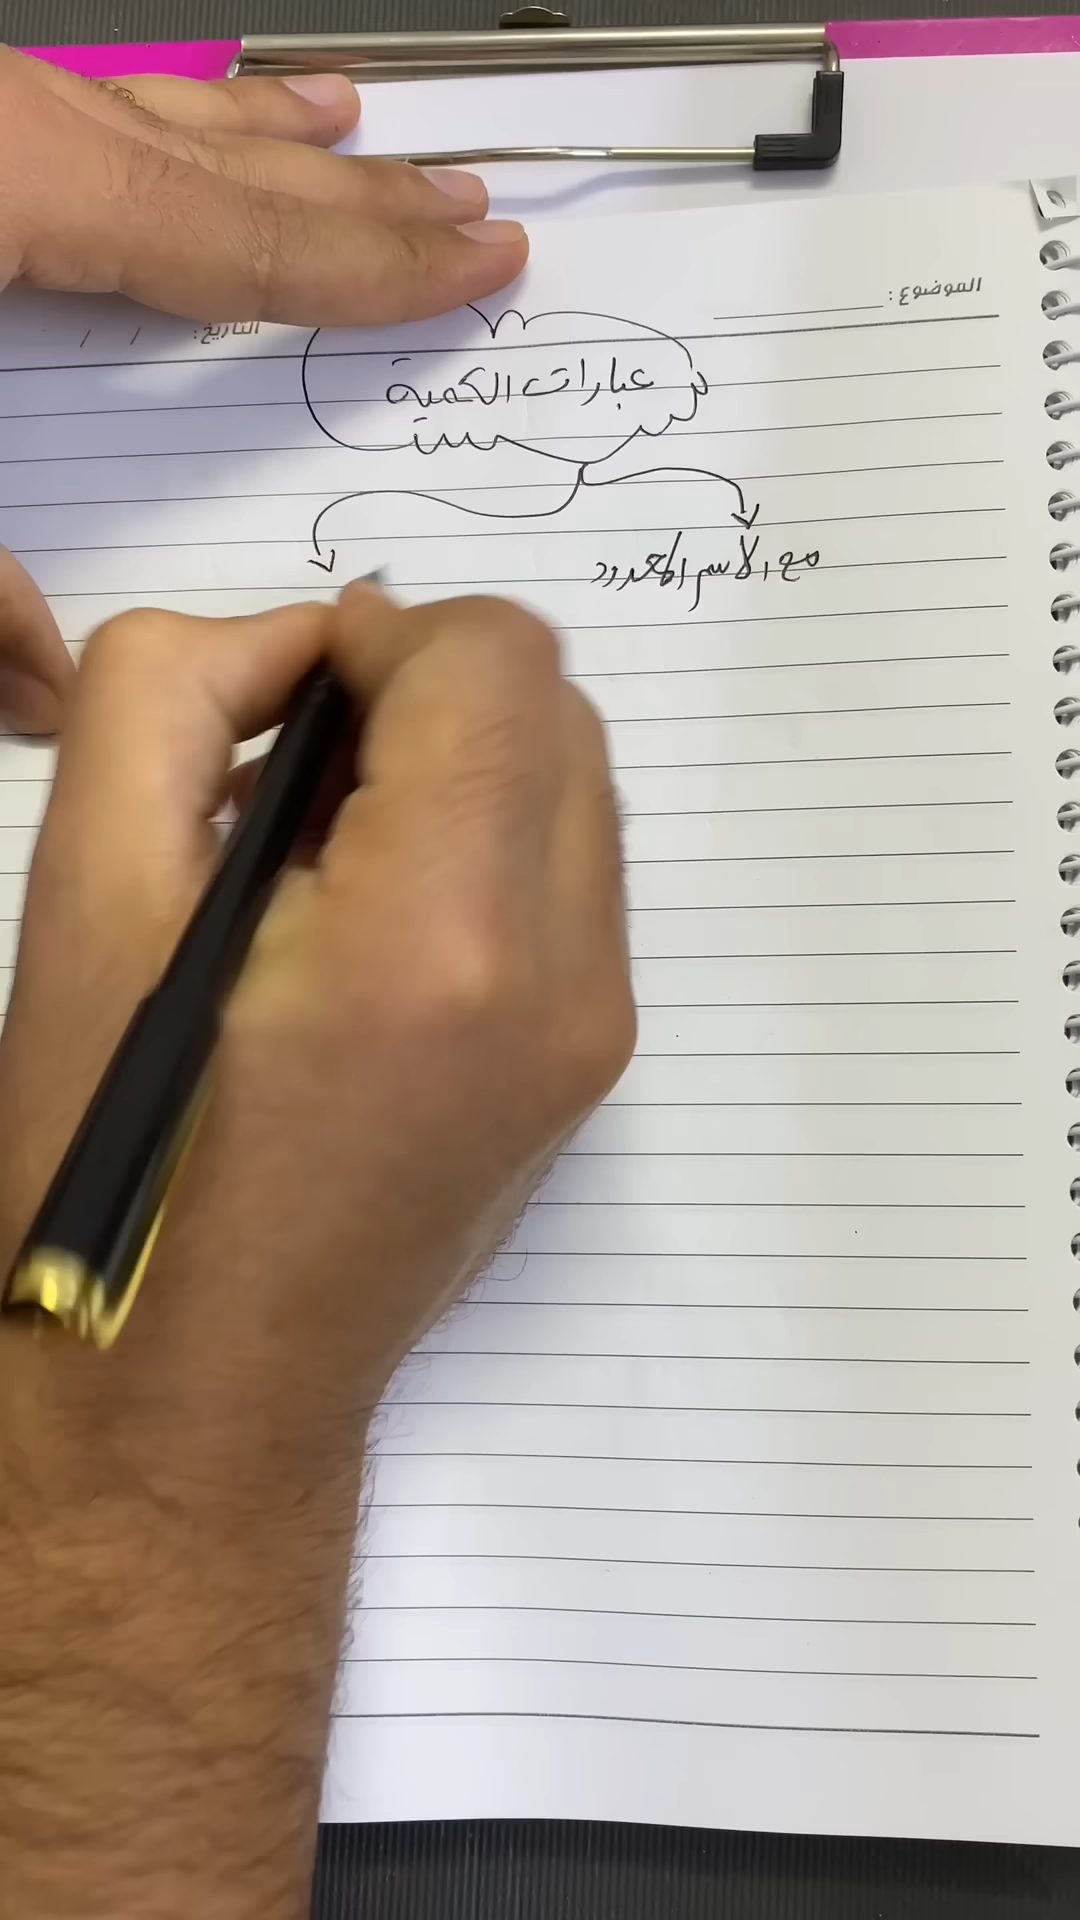 الموضوع:
التاريخ: / /
عبارات الكمية
مع الاسم المعدود